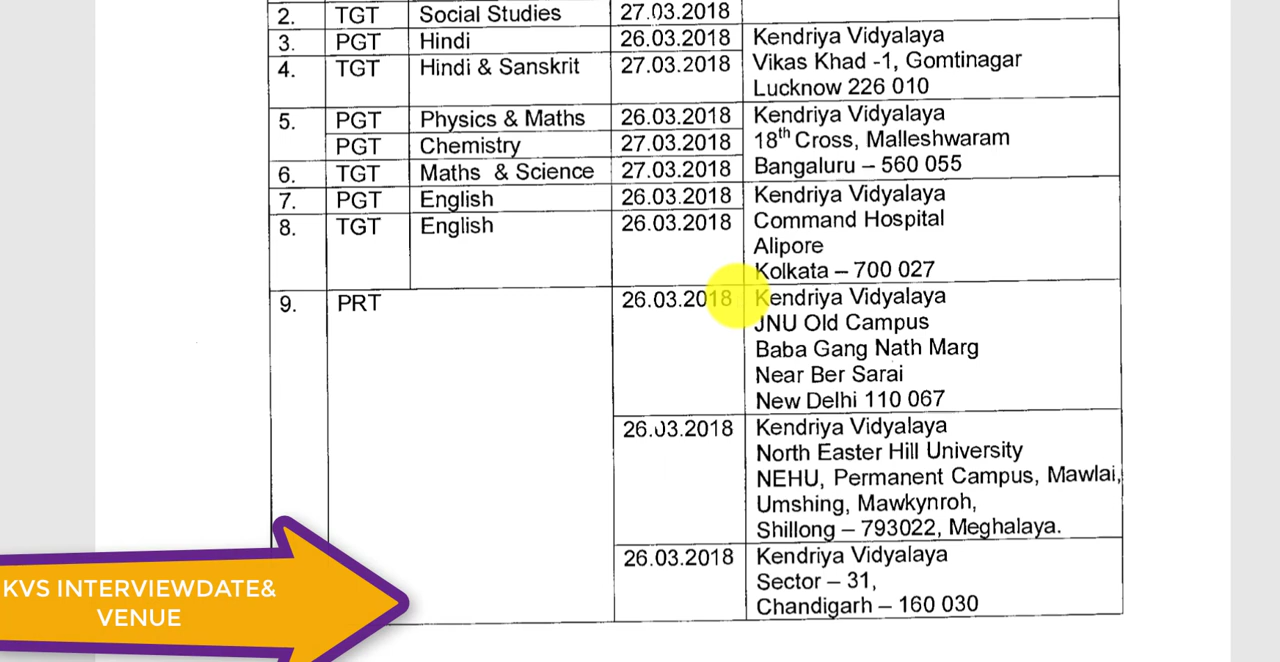 2. TGT Social Studies 27.03.2018
3. PGT Hindi 26.03.2018 Kendriya Vidyalaya
4. TGT Hindi & Sanskrit 27.03.2018 Vikas Khad -1, Gomtinagar
Lucknow 226 010
5. PGT Physics & Maths 26.03.2018 Kendriya Vidyalaya
PGT Chemistry 27.03.2018 18th Cross, Malleshwaram
6. TGT Maths & Science 27.03.2018 Bangaluru – 560 055
7. PGT English 26.03.2018 Kendriya Vidyalaya
8. TGT English 26.03.2018 Command Hospital
Alipore
Kolkata – 700 027
9. PRT 26.03.2018 Kendriya Vidyalaya
JNU Old Campus
Baba Gang Nath Marg
Near Ber Sarai
New Delhi 110 067
26.03.2018 Kendriya Vidyalaya
North Easter Hill University
NEHU, Permanent Campus, Mawlai,
Umshing, Mawkynroh,
Shillong – 793022, Meghalaya.
26.03.2018 Kendriya Vidyalaya
Sector – 31,
Chandigarh – 160 030
KVS INTERVIEWDATE&
VENUE